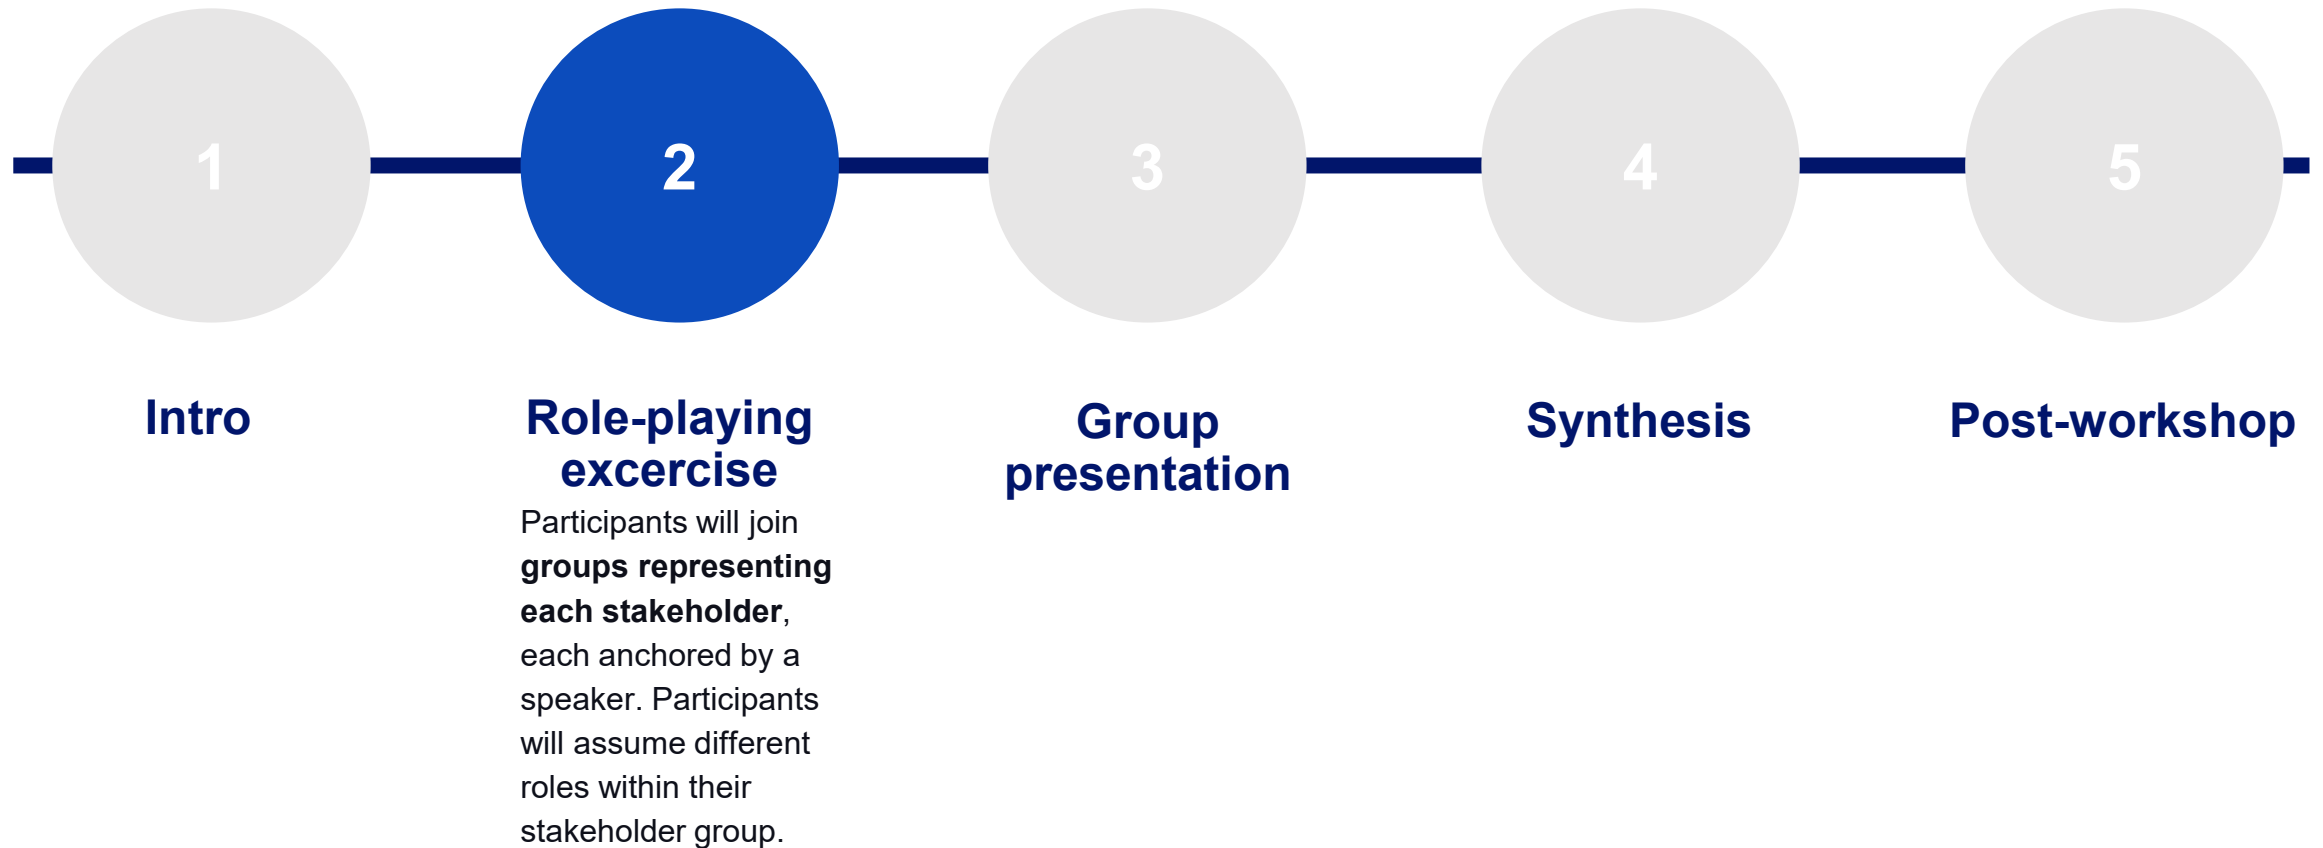 1
2
3
4
5
Intro
Role-playing
excercise
Participants will join
groups representing
each stakeholder,
each anchored by a
speaker. Participants
will assume different
roles within their
stakeholder group.
Group
presentation
Synthesis
Post-workshop